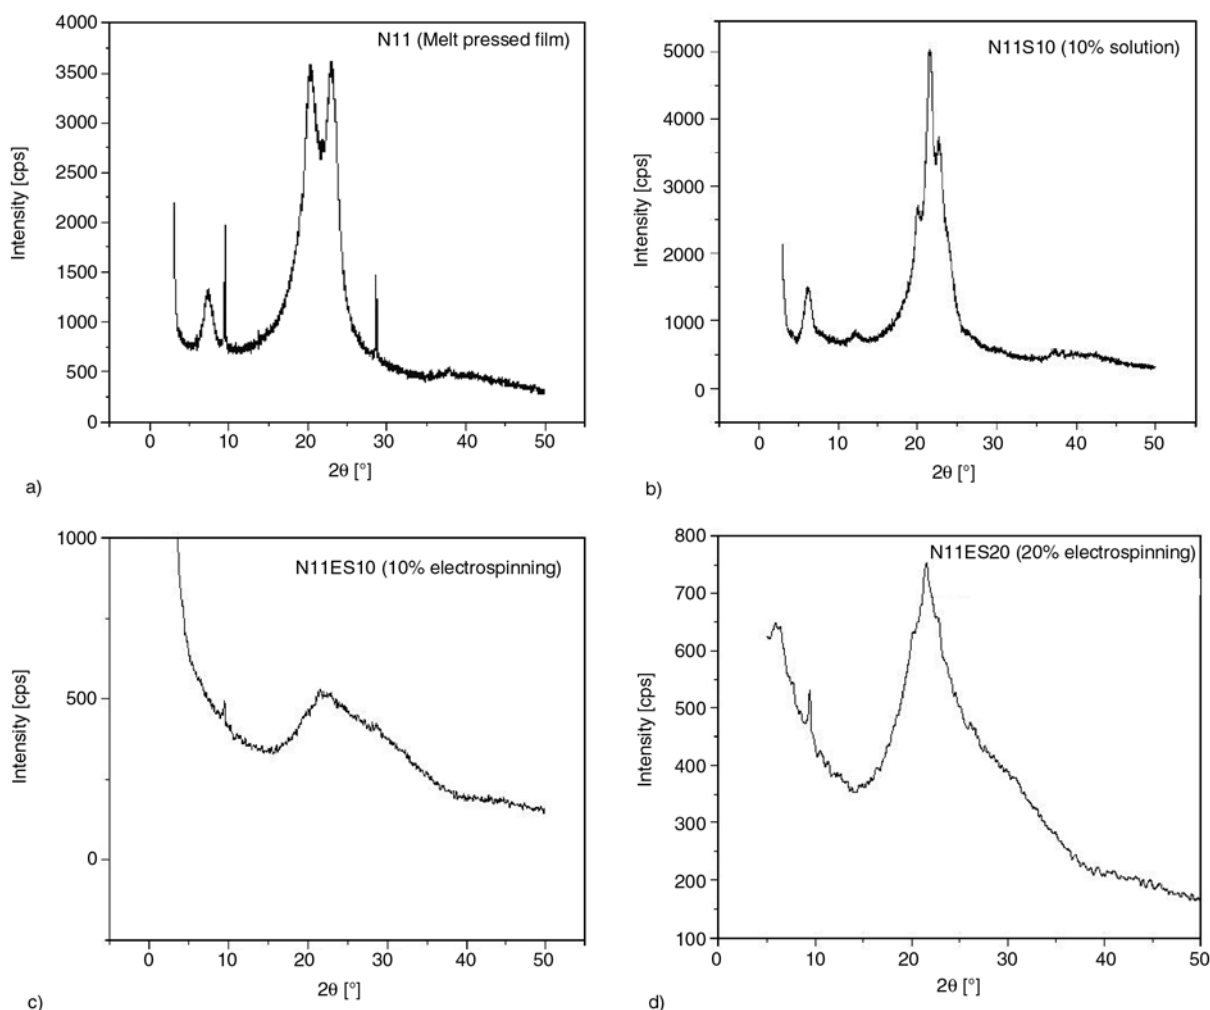 N11 (Melt pressed film)
4000
3500
3000
2500
2000
1500
1000
500
0
Intensity [cps]
0 10 20 30 40 50
2θ [°]
a)
N11S10 (10% solution)
5000
4000
3000
2000
1000
0
Intensity [cps]
0 10 20 30 40 50
2θ [°]
b)
N11ES10 (10% electrospinning)
1000
500
0
Intensity [cps]
0 10 20 30 40 50
2θ [°]
c)
N11ES20 (20% electrospinning)
800
700
600
500
400
300
200
100
Intensity [cps]
0 10 20 30 40 50
2θ [°]
d)